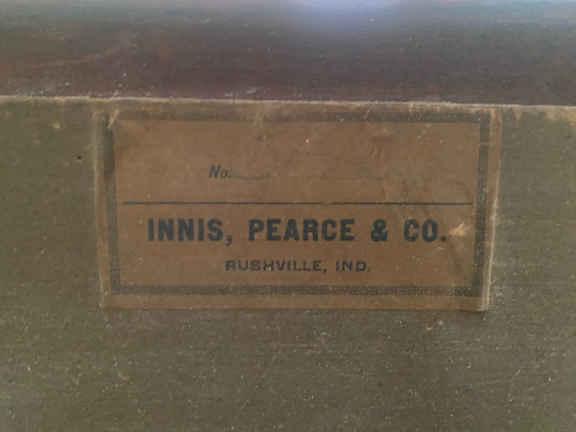 No.
INNIS, PEARCE & CO.
RUSHVILLE, IND.